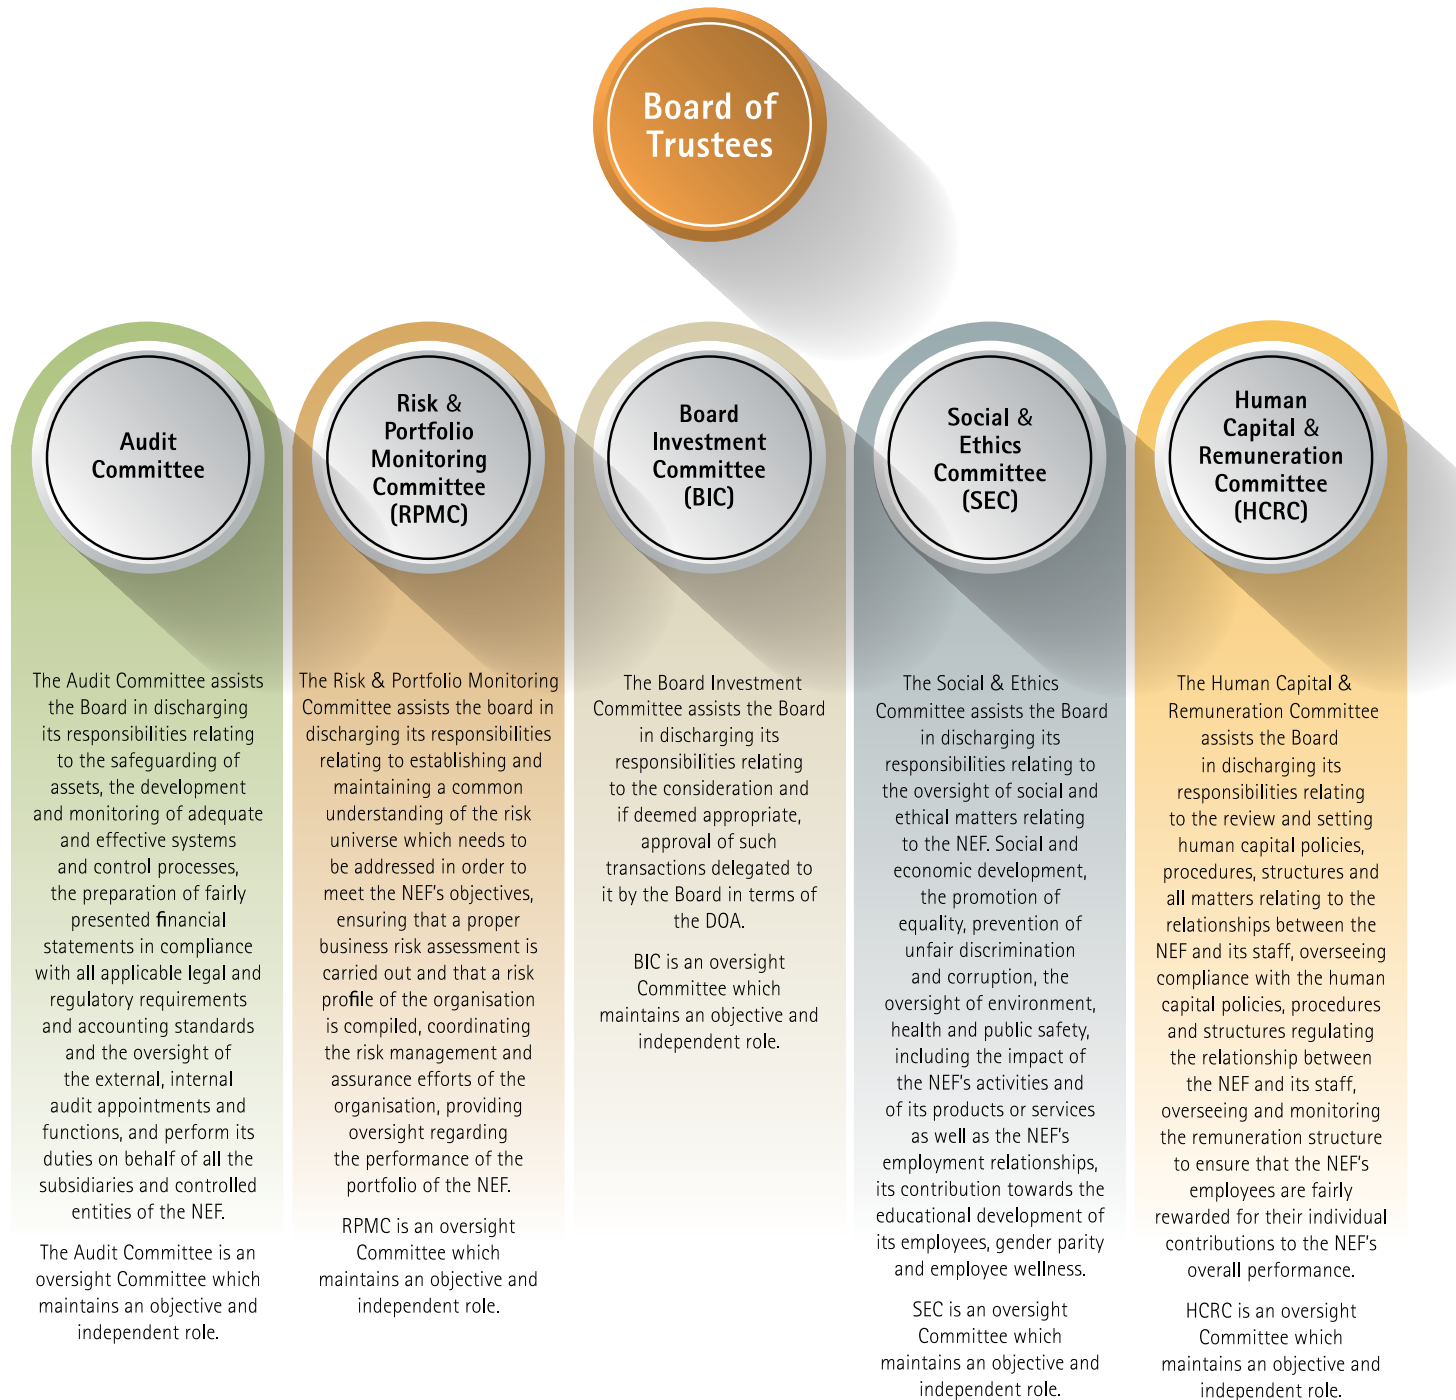 Board of
Trustees
Audit
Committee
The Audit Committee assists
the Board in discharging
its responsibilities relating
to the safeguarding of
assets, the development
and monitoring of adequate
and effective systems
and control processes,
the preparation of fairly
presented financial
statements in compliance
with all applicable legal and
regulatory requirements
and accounting standards
and the oversight of
the external, internal
audit appointments and
functions, and perform its
duties on behalf of all the
subsidiaries and controlled
entities of the NEF.
The Audit Committee is an
oversight Committee which
maintains an objective and
independent role.
Risk &
Portfolio
Monitoring
Committee
(RPMC)
The Risk & Portfolio Monitoring
Committee assists the board in
discharging its responsibilities
relating to establishing and
maintaining a common
understanding of the risk
universe which needs to
be addressed in order to
meet the NEF's objectives,
ensuring that a proper
business risk assessment is
carried out and that a risk
profile of the organisation
is compiled, coordinating
the risk management and
assurance efforts of the
organisation, providing
oversight regarding
the performance of the
portfolio of the NEF.
RPMC is an oversight
Committee which
maintains an objective and
independent role.
Board
Investment
Committee
(BIC)
The Board Investment
Committee assists the Board
in discharging its
responsibilities relating
to the consideration and
if deemed appropriate,
approval of such
transactions delegated to
it by the Board in terms of
the DOA.
BIC is an oversight
Committee which
maintains an objective and
independent role.
Social &
Ethics
Committee
(SEC)
The Social & Ethics
Committee assists the Board
in discharging its
responsibilities relating to
the oversight of social and
ethical matters relating
to the NEF. Social and
economic development,
the promotion of
equality, prevention of
unfair discrimination
and corruption, the
oversight of environment,
health and public safety,
including the impact of
the NEF's activities and
of its products or services
as well as the NEF's
employment relationships,
its contribution towards the
educational development of
its employees, gender parity
and employee wellness.
SEC is an oversight
Committee which
maintains an objective and
independent role.
Human
Capital &
Remuneration
Committee
(HCRC)
The Human Capital &
Remuneration Committee
assists the Board
in discharging its
responsibilities relating
to the review and setting
human capital policies,
procedures, structures and
all matters relating to the
relationships between the
NEF and its staff, overseeing
compliance with the human
capital policies, procedures
and structures regulating
the relationship between
the NEF and its staff,
overseeing and monitoring
the remuneration structure
to ensure that the NEF's
employees are fairly
rewarded for their individual
contributions to the NEF's
overall performance.
HCRC is an oversight
Committee which
maintains an objective and
independent role.